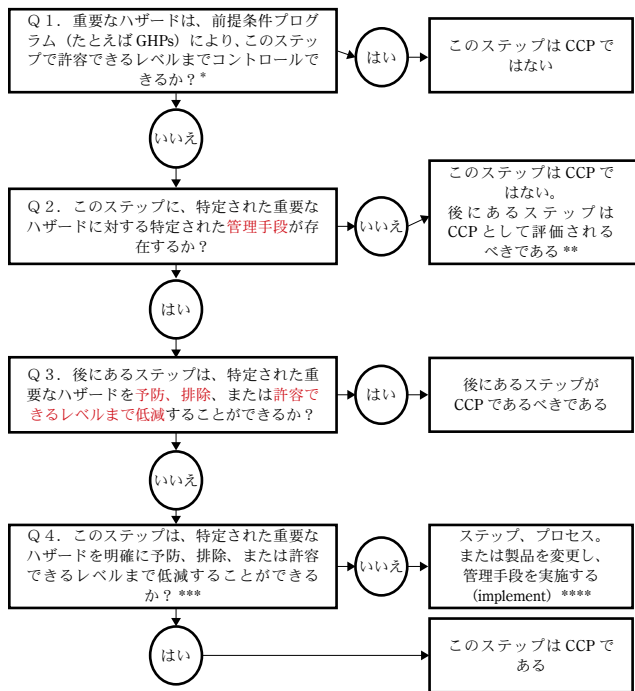 Q1．重要なハザードは、前提条件プログ
ラム（たとえば GHPs）により、このステッ
プで許容できるレベルまでコントロールで
きるか？*
はい
このステップは CCP で
はない
いいえ
Q2．このステップに、特定された重要な
ハザードに対する特定された管理手段が存
在するか？
いいえ
このステップは CCP で
はない。
後にあるステップは
CCP として評価される
べきである **
はい
Q3．後にあるステップは、特定された重
要なハザードを予防、排除、または許容で
きるレベルまで低減することができるか？
はい
後にあるステップが
CCP であるべきである
いいえ
Q4．このステップは、特定された重要な
ハザードを明確に予防、排除、または許容
できるレベルまで低減することができる
か？ ***
いいえ
ステップ、プロセス。
または製品を変更し、
管理手段を実施する
(implement) ****
はい
このステップは CCP で
ある